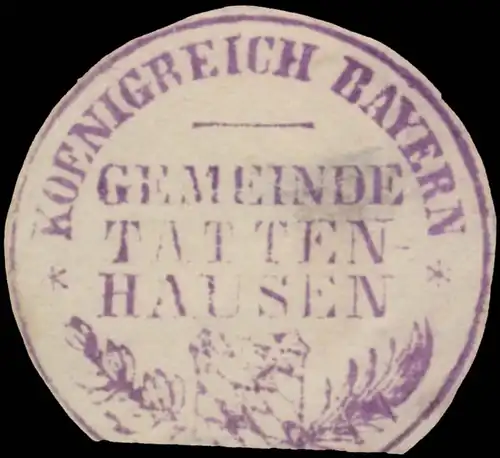 * KOENIGREICH BAYERN *
GEMEINDE
TATTEN-
HAUSEN